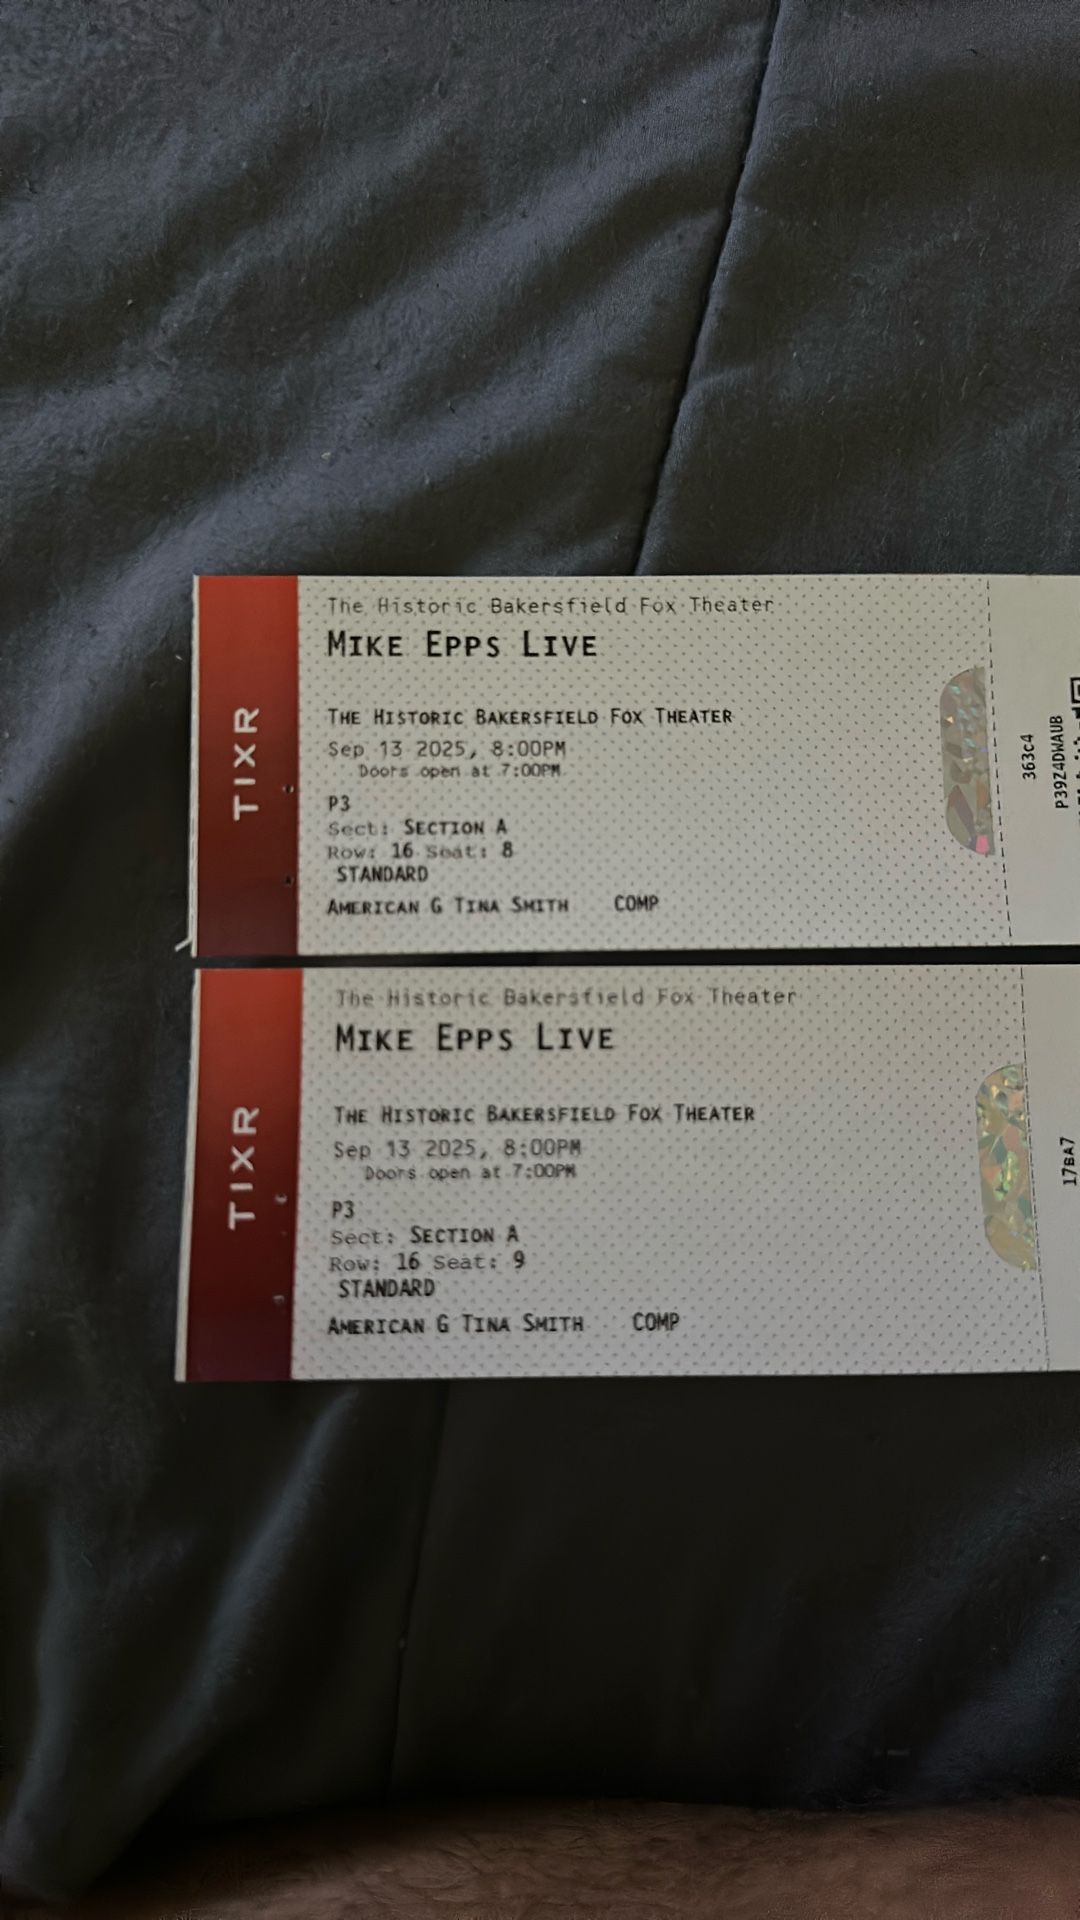 TIXR
The Historic Bakersfield Fox Theater
MIKE EPPS LIVE
THE HISTORIC BAKERSFIELD FOX THEATER
Sep 13 2025, 8:00PM
Doors open at 7:00PM
P3
Sect: SECTION A
Row: 16 Seat: 8
STANDARD
AMERICAN G TINA SMITH COMP
363c4
P39Z4DWAUB
TIXR
The Historic Bakersfield Fox Theater
MIKE EPPS LIVE
THE HISTORIC BAKERSFIELD FOX THEATER
Sep 13 2025, 8:00PM
Doors open at 7:00PM
P3
Sect: SECTION A
Row: 16 Seat: 9
STANDARD
AMERICAN G TINA SMITH COMP
17BA7